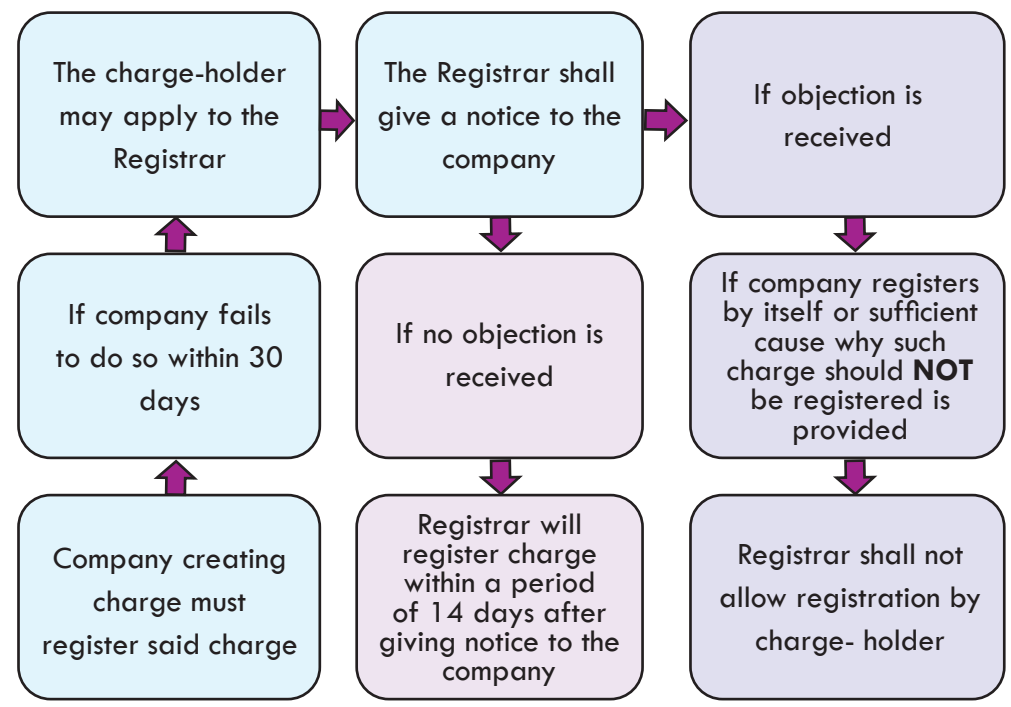 The charge-holder
may apply to the
Registrar
The Registrar shall
give a notice to the
company
If objection is
received
If company fails
to do so within 30
days
If no objection is
received
If company registers
by itself or sufficient
cause why such
charge should NOT
be registered is
provided
Company creating
charge must
register said charge
Registrar will
register charge
within a period
of 14 days after
giving notice to the
company
Registrar shall not
allow registration by
charge- holder